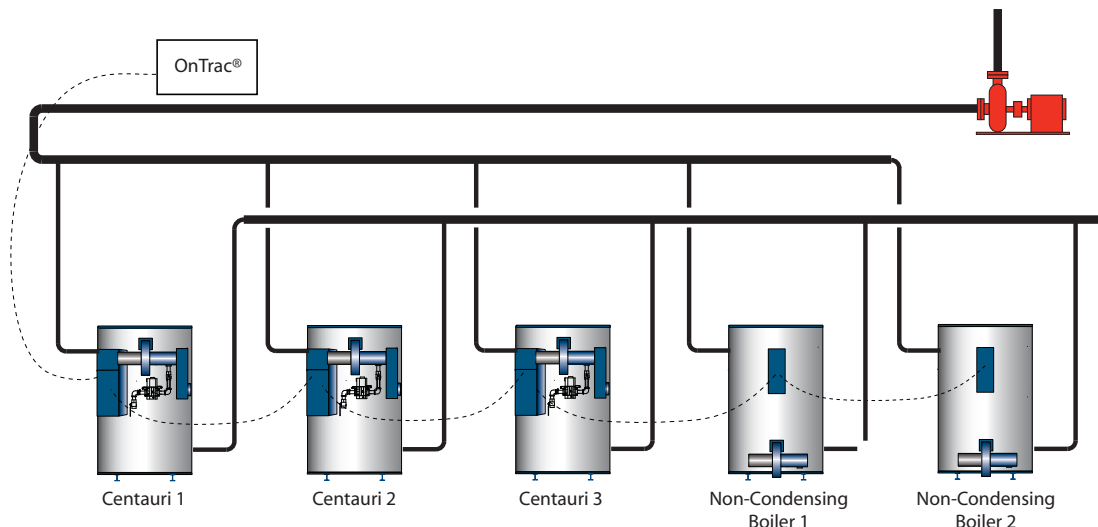 OnTrac®
Centauri 1
Centauri 2
Centauri 3
Non-Condensing
Boiler 1
Non-Condensing
Boiler 2